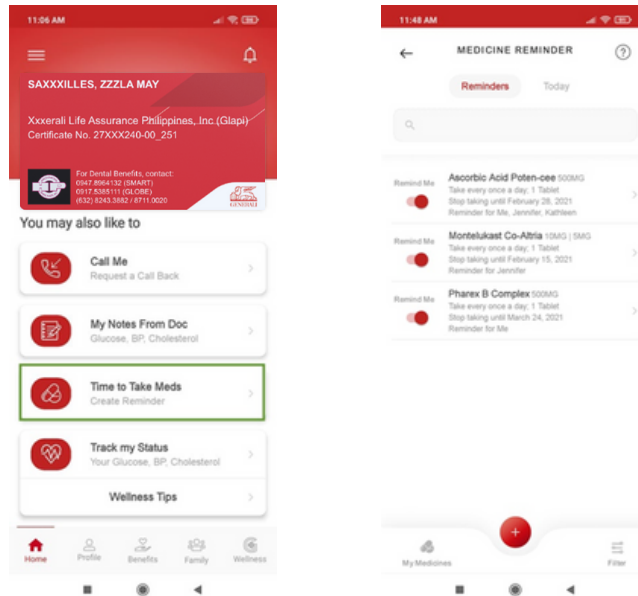 11:06 AM
SAXXXILLES, ZZZLA MAY
Xxxerali Life Assurance Philippines, Inc.(Glapi)
Certificate No. 27XXX240-00_251
For Dental Benefits, contact:
0947.8964132 (SMART)
0917.5385111 (GLOBE)
(632) 8243.3882 / 8711.0020
GENERALI
You may also like to
Call Me
Request a Call Back
My Notes From Doc
Glucose, BP, Cholesterol
Time to Take Meds
Create Reminder
Track my Status
Your Glucose, BP, Cholesterol
Wellness Tips
Home
Profile
Benefits
Family
Wellness
11:48 AM
MEDICINE REMINDER
Reminders
Today
Remind Me
Ascorbic Acid Poten-cee 500MG
Take every once a day; 1 Tablet
Stop taking until February 28, 2021
Reminder for Me, Jennifer, Kathleen
Remind Me
Montelukast Co-Altria 10MG | 5MG
Take every once a day; 1 Tablet
Stop taking until February 15, 2021
Reminder for Jennifer
Remind Me
Pharex B Complex 500MG
Take every once a day; 1 Tablet
Stop taking until March 24, 2021
Reminder for Me
My Medicines
Filter